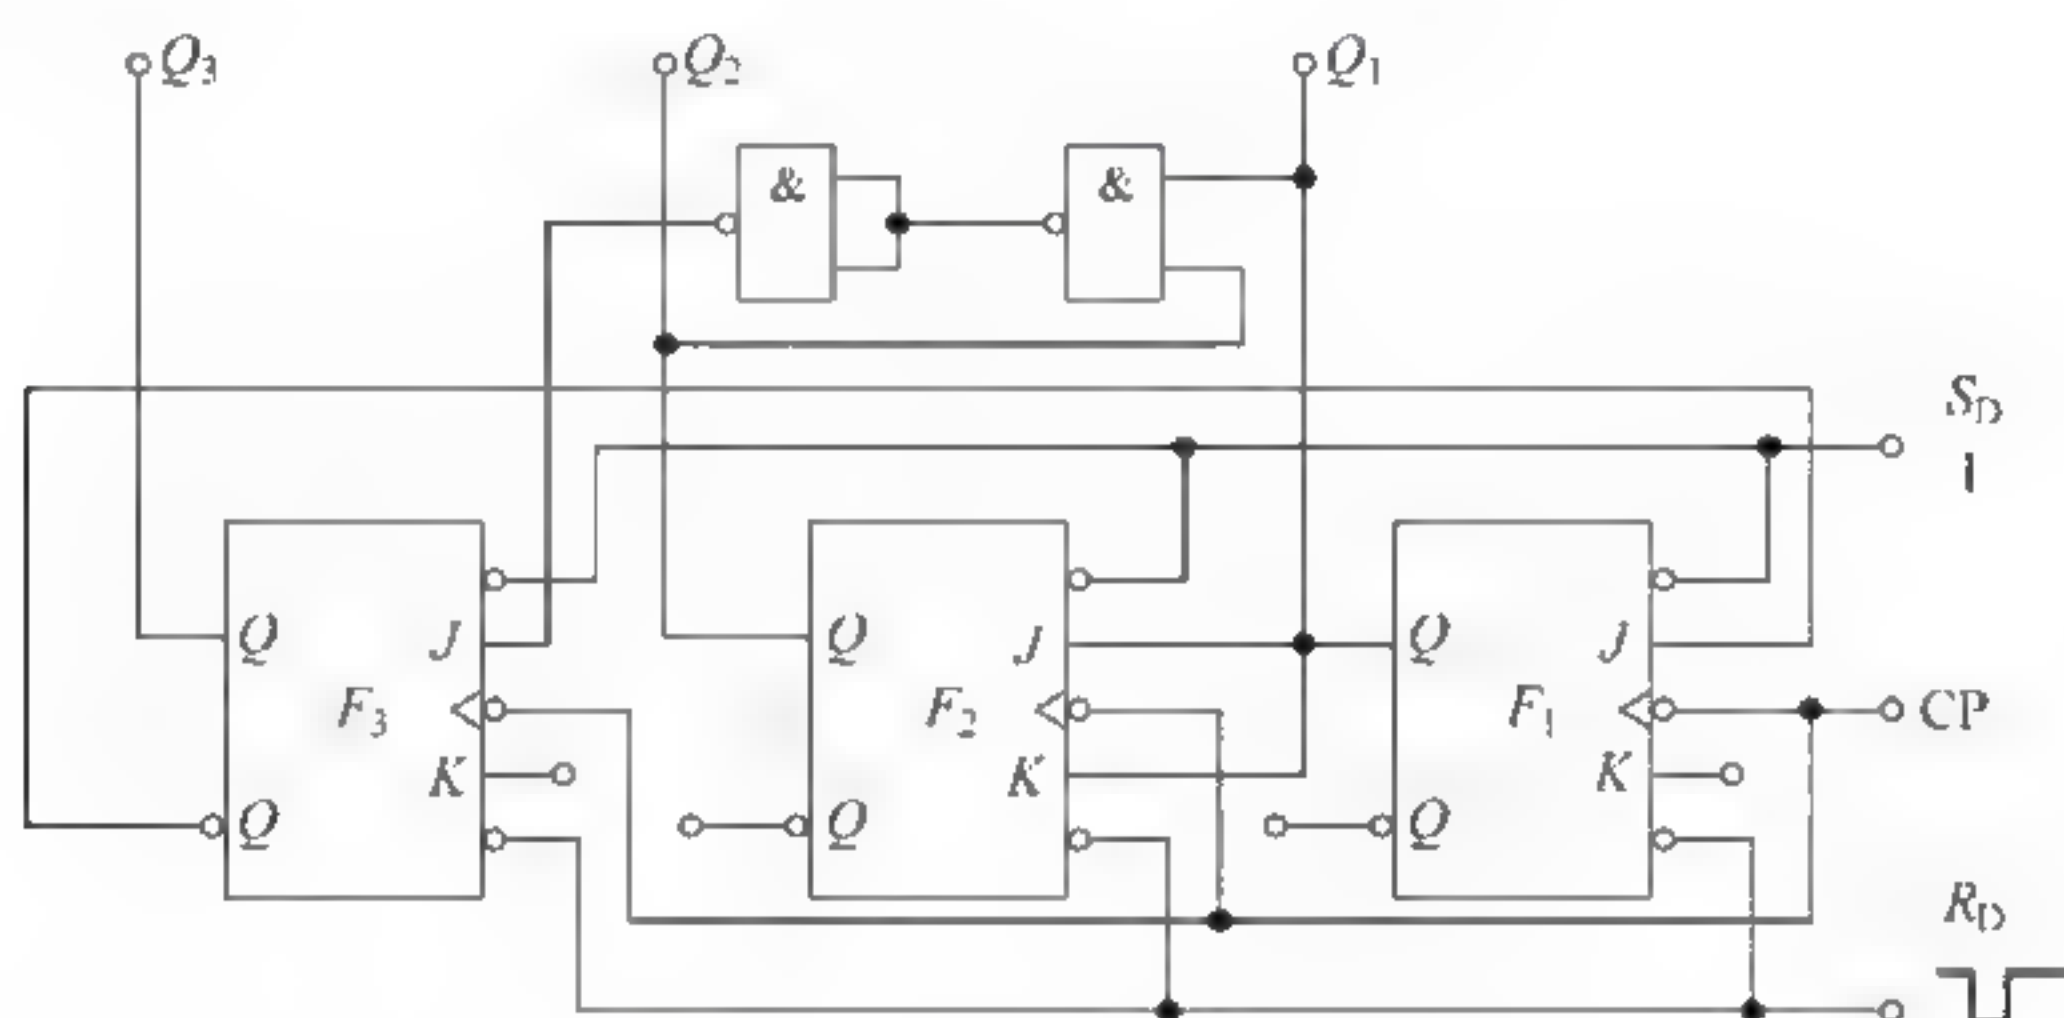 Q3 Q2 Q1
& &
SD
1
Q J Q J Q J
F3 F2 F1 CP
K K K
Q Q Q
RD